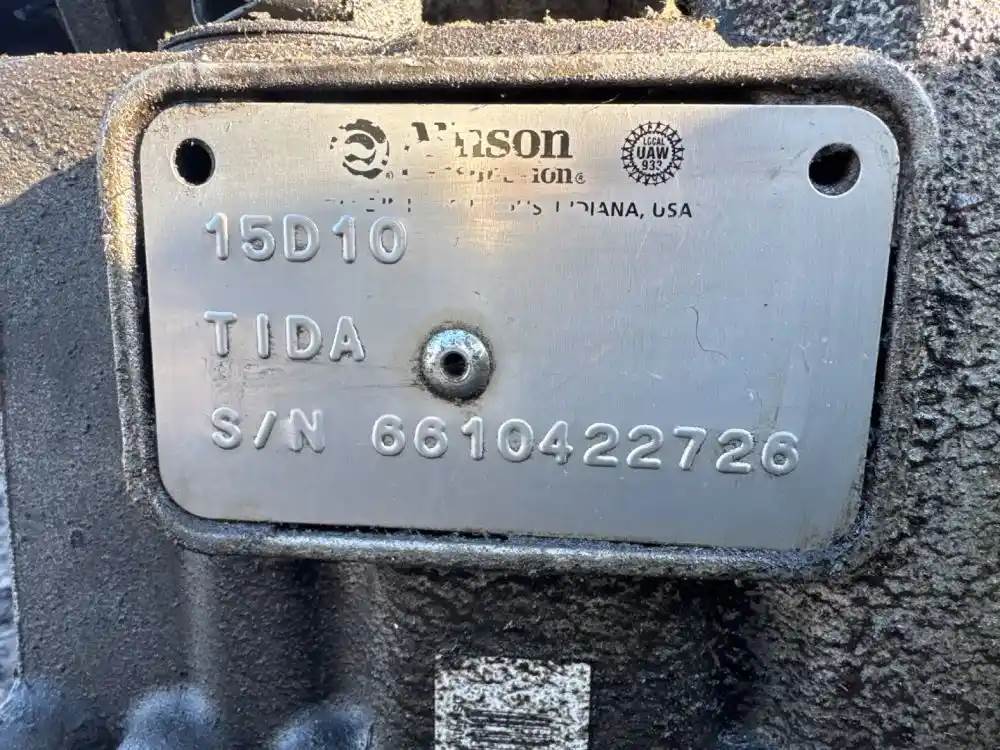 LOCAL
UAW
933
INDIANA, USA
15D10
TIDA
S/N 6610422726